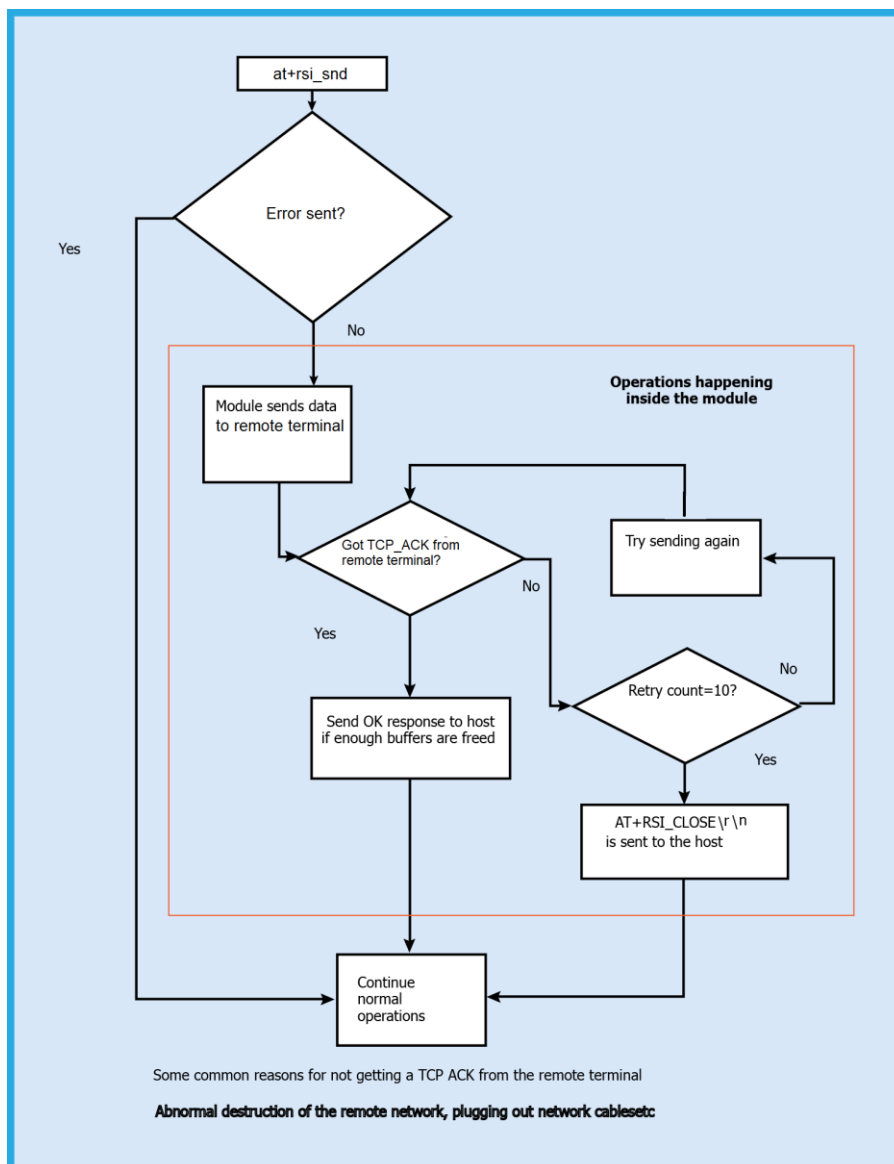 at+rsi_snd
Error sent?
Yes
No
Operations happening
inside the module
Module sends data
to remote terminal
Got TCP_ACK from
remote terminal?
Try sending again
No
Yes
Retry count=10?
No
Send OK response to host
if enough buffers are freed
Yes
AT+RSI_CLOSE\r\n
is sent to the host
Continue
normal
operations
Some common reasons for not getting a TCP ACK from the remote terminal
Abnormal destruction of the remote network, plugging out network cablesetc